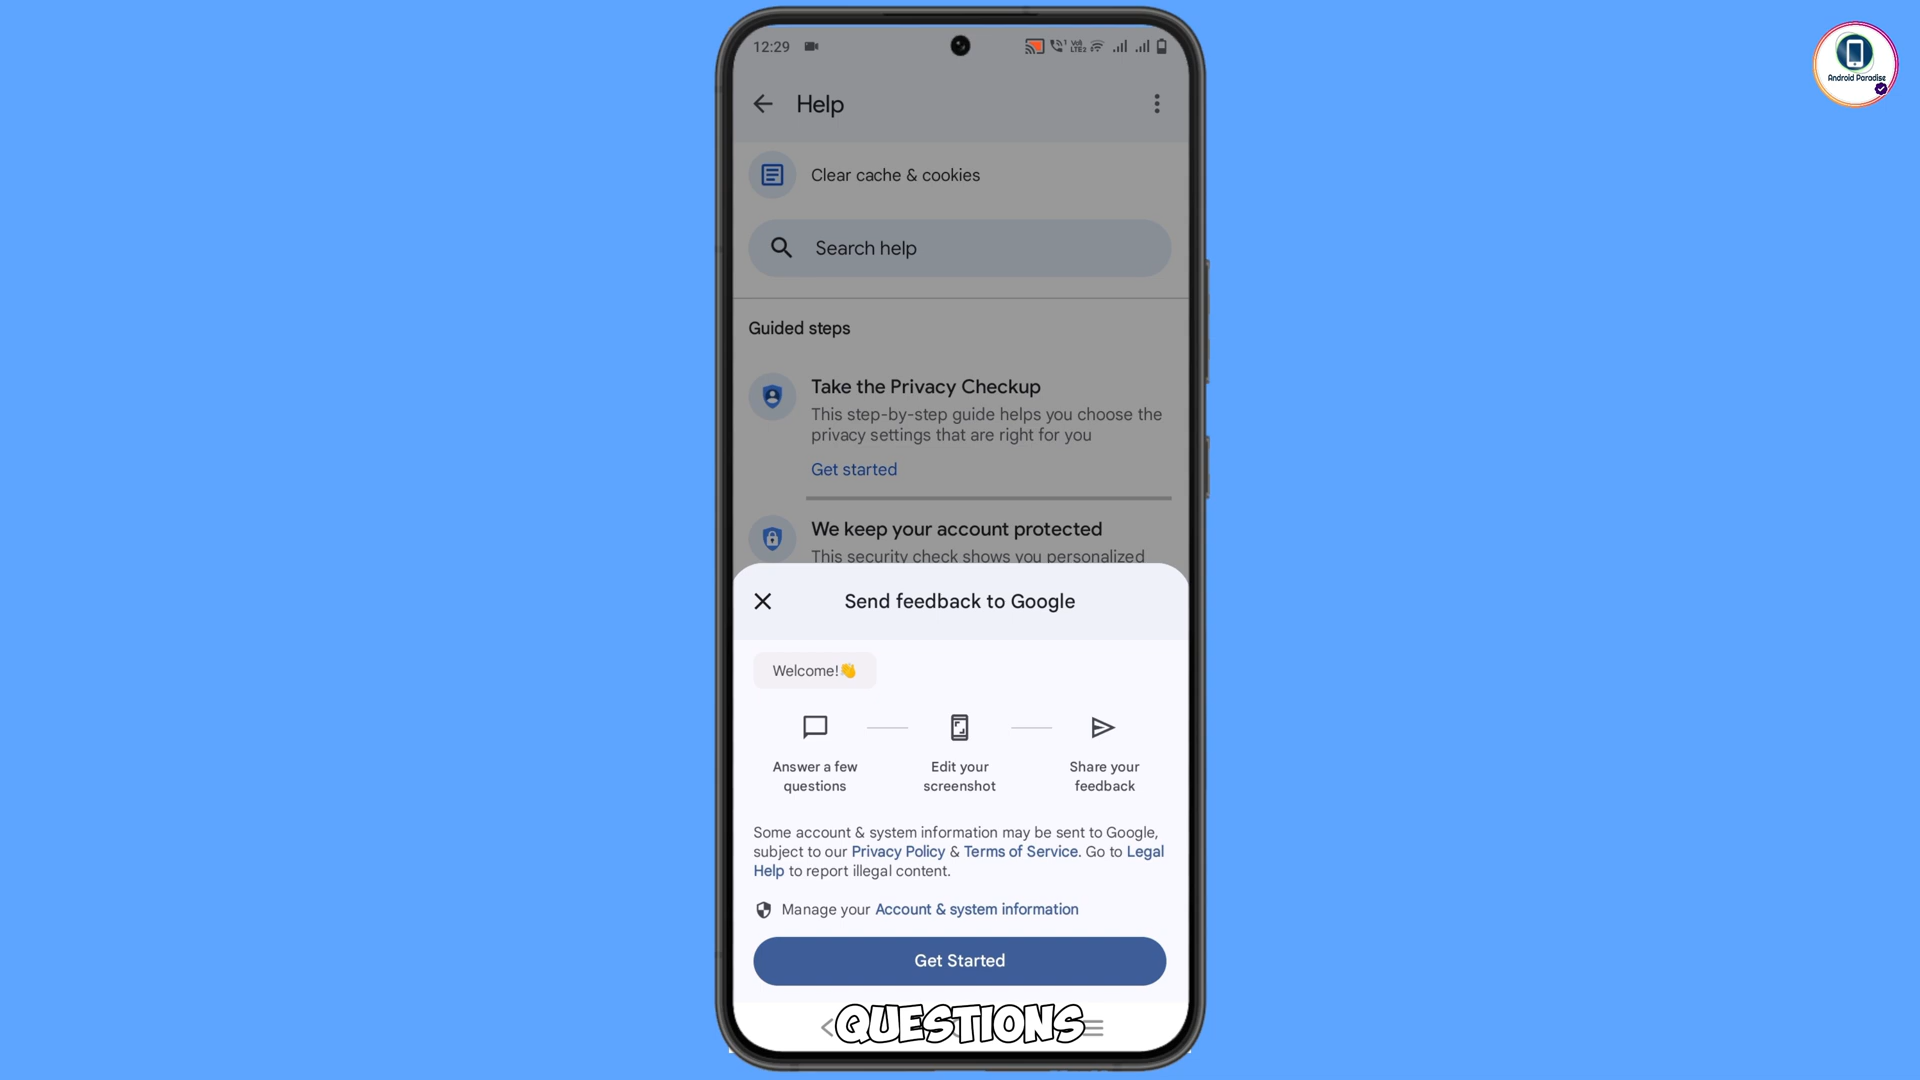 12:29
Vo)
LTE2
Help
Android Paradise
Clear cache & cookies
Search help
Guided steps
Take the Privacy Checkup
This step-by-step guide helps you choose the
privacy settings that are right for you
Get started
We keep your account protected
This security check shows you personalized
Send feedback to Google
Welcome!👋
Answer a few
questions
Edit your
screenshot
Share your
feedback
Some account & system information may be sent to Google,
subject to our Privacy Policy & Terms of Service. Go to Legal
Help to report illegal content.
Manage your Account & system information
Get Started
QUESTIONS